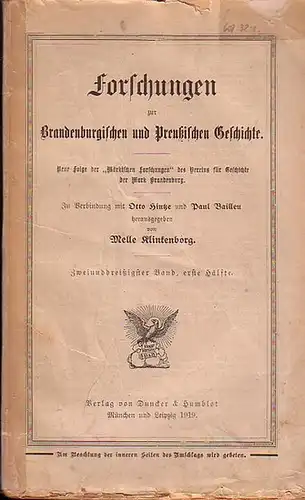 Forschungen
zur
Brandenburgischen und Preußischen Geschichte.
Neue Folge der „Märkischen Forschungen“ des Vereins für Geschichte
der Mark Brandenburg.
In Verbindung mit Otto Hintze und Paul Bailleu
herausgegeben
von
Melle Klinkenborg.
Zweiunddreißigster Band, erste Hälfte.
Verlag von Duncker & Humblot
München und Leipzig 1919.
Um Beachtung der inneren Seiten des Umschlags wird gebeten.